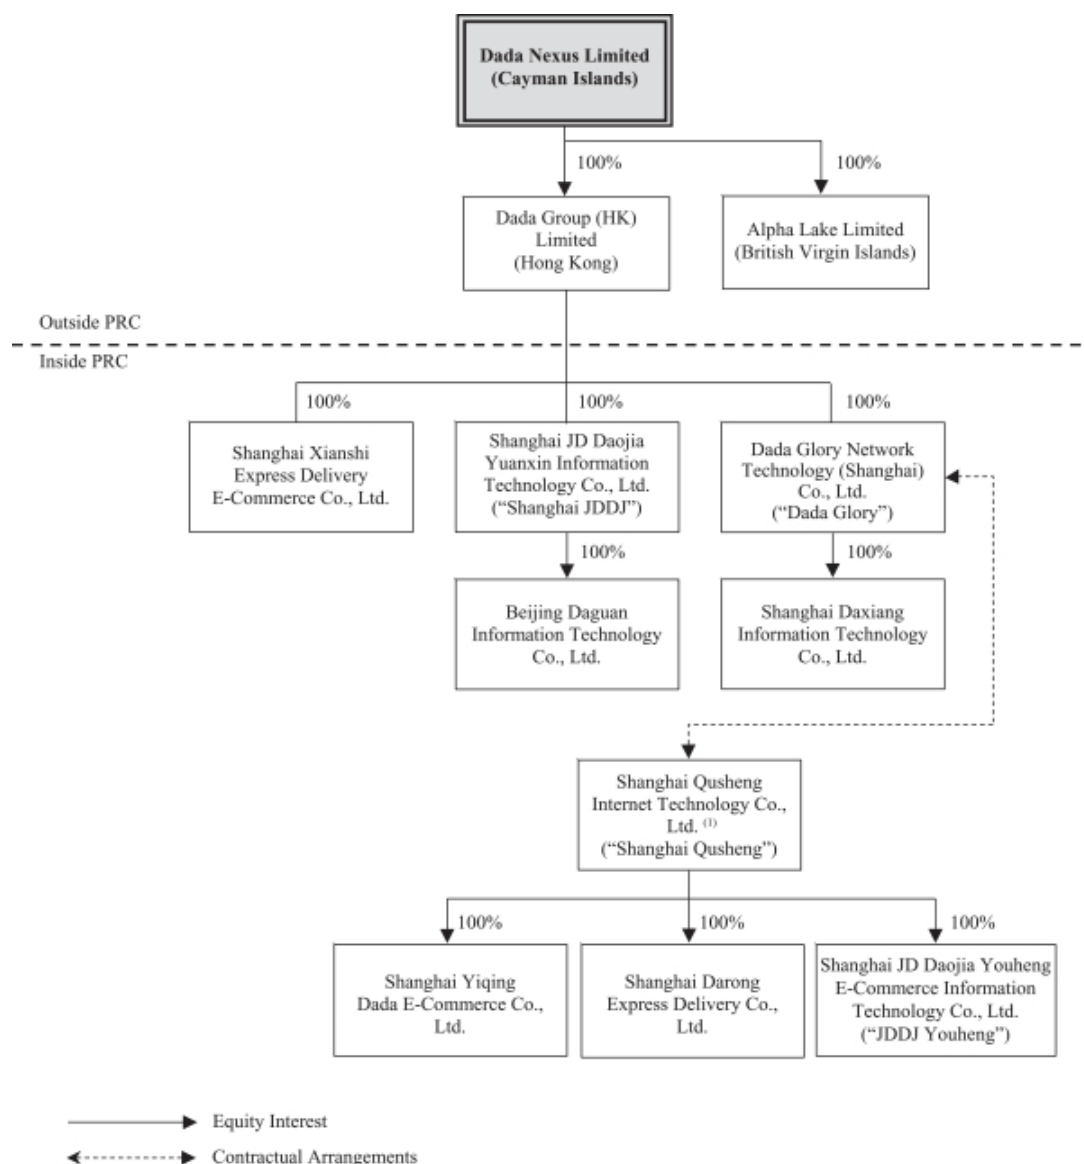 Dada Nexus Limited
(Cayman Islands)
100%
100%
Dada Group (HK)
Limited
(Hong Kong)
Alpha Lake Limited
(British Virgin Islands)
Outside PRC
Inside PRC
100%
100%
100%
Shanghai Xianshi
Express Delivery
E-Commerce Co., Ltd.
Shanghai JD Daojia
Yuanxin Information
Technology Co., Ltd.
(“Shanghai JDDJ”)
Dada Glory Network
Technology (Shanghai)
Co., Ltd.
(“Dada Glory”)
100%
100%
Beijing Daguan
Information Technology
Co., Ltd.
Shanghai Daxiang
Information Technology
Co., Ltd.
Shanghai Qusheng
Internet Technology Co.,
Ltd. (1)
(“Shanghai Qusheng”)
100%
100%
100%
Shanghai Yiqing
Dada E-Commerce Co.,
Ltd.
Shanghai Darong
Express Delivery Co.,
Ltd.
Shanghai JD Daojia Youheng
E-Commerce Information
Technology Co., Ltd.
(“JDDJ Youheng”)
Equity Interest
Contractual Arrangements